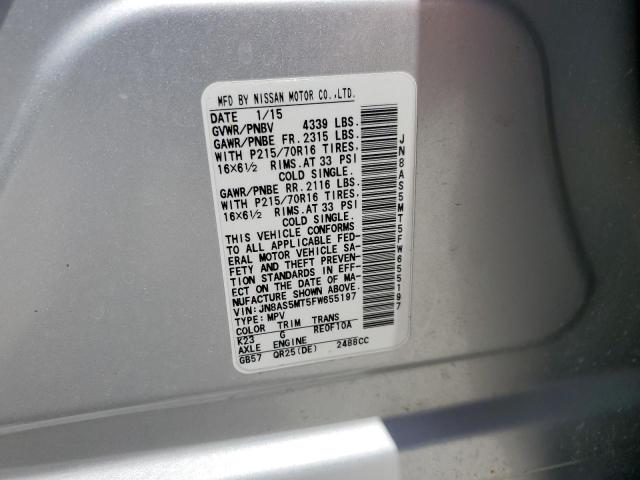 MFD BY NISSAN MOTOR CO.,LTD.
DATE 1/15
GVWR/PNBV 4339 LBS.
GAWR/PNBE FR. 2315 LBS.
WITH P215/70R16 TIRES.
16X6½ RIMS.AT 33 PSI
COLD SINGLE.
GAWR/PNBE RR. 2116 LBS.
WITH P215/70R16 TIRES.
16X6½ RIMS.AT 33 PSI
COLD SINGLE.
THIS VEHICLE CONFORMS
TO ALL APPLICABLE FED-
ERAL MOTOR VEHICLE SA-
FETY AND THEFT PREVEN-
TION STANDARDS IN EFF-
ECT ON THE DATE OF MA-
NUFACTURE SHOWN ABOVE.
VIN:JN8AS5MT5FW655197
TYPE:MPV
COLOR TRIM TRANS
K23 G RE0F10A
AXLE ENGINE
GB57 QR25(DE) 2488CC
JN8AS5MT5FW655197